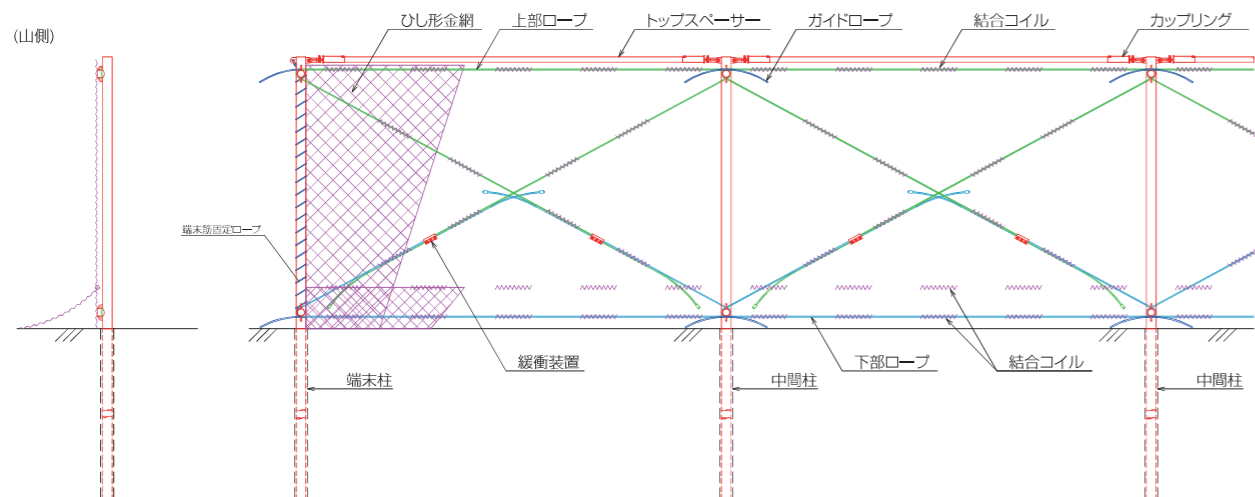 ひし形金網
上部ロープ
トップスペーサー
ガイドロープ
結合コイル
カップリング
(山側)
端末筋固定ロープ
緩衝装置
下部ロープ
結合コイル
端末柱
中間柱
中間柱